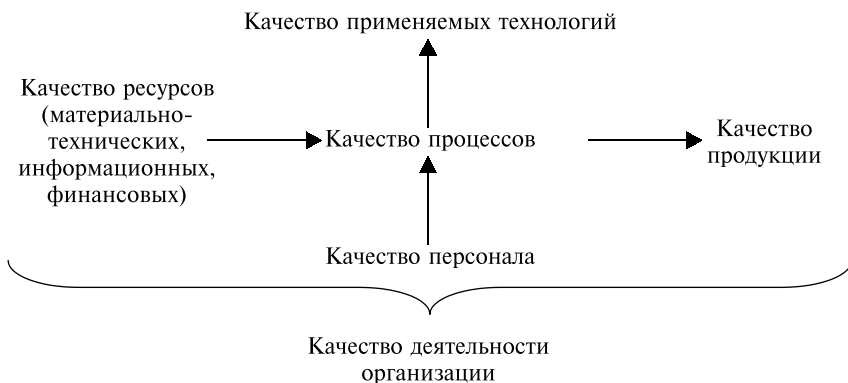 Качество применяемых технологий
Качество ресурсов
(материально-
технических,
информационных,
финансовых)
Качество процессов
Качество
продукции
Качество персонала
Качество деятельности
организации